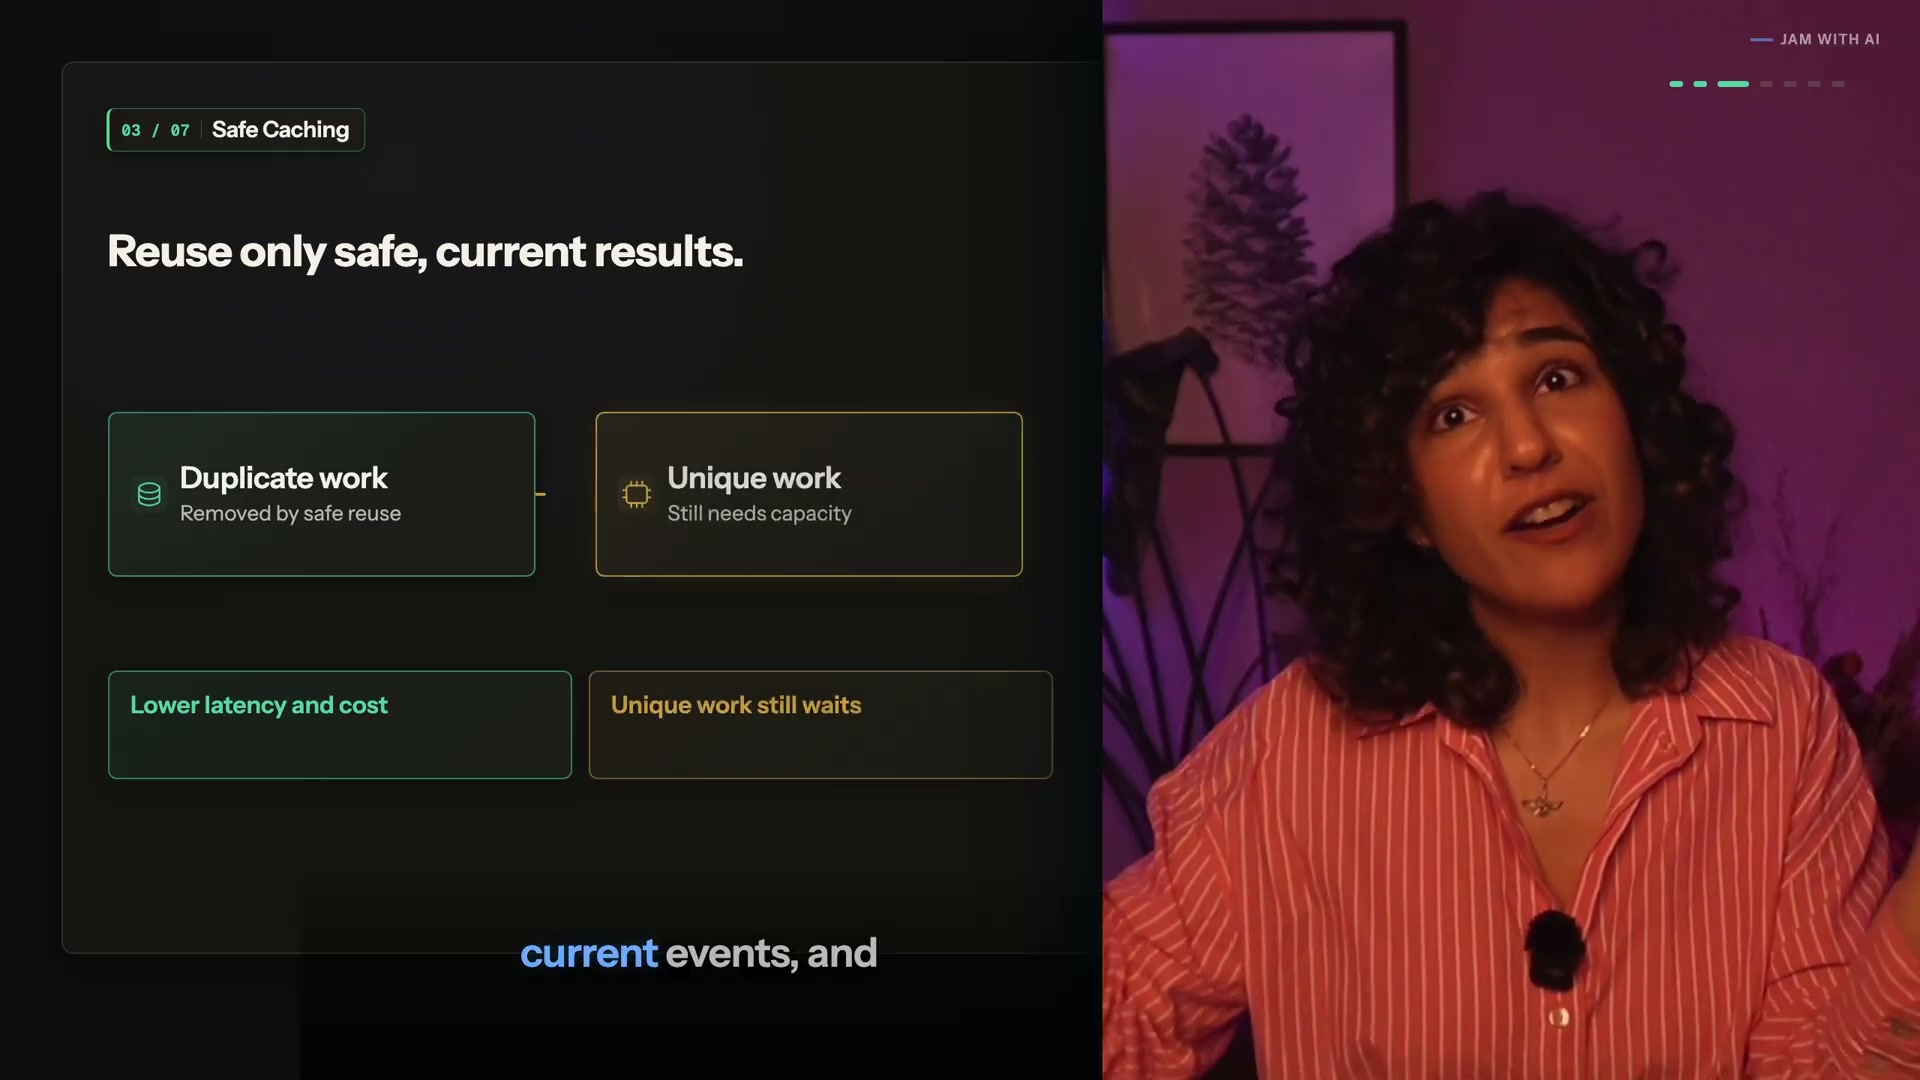 JAM WITH AI
03 / 07 Safe Caching
Reuse only safe, current results.
Duplicate work
Removed by safe reuse
Unique work
Still needs capacity
Lower latency and cost
Unique work still waits
current events, and